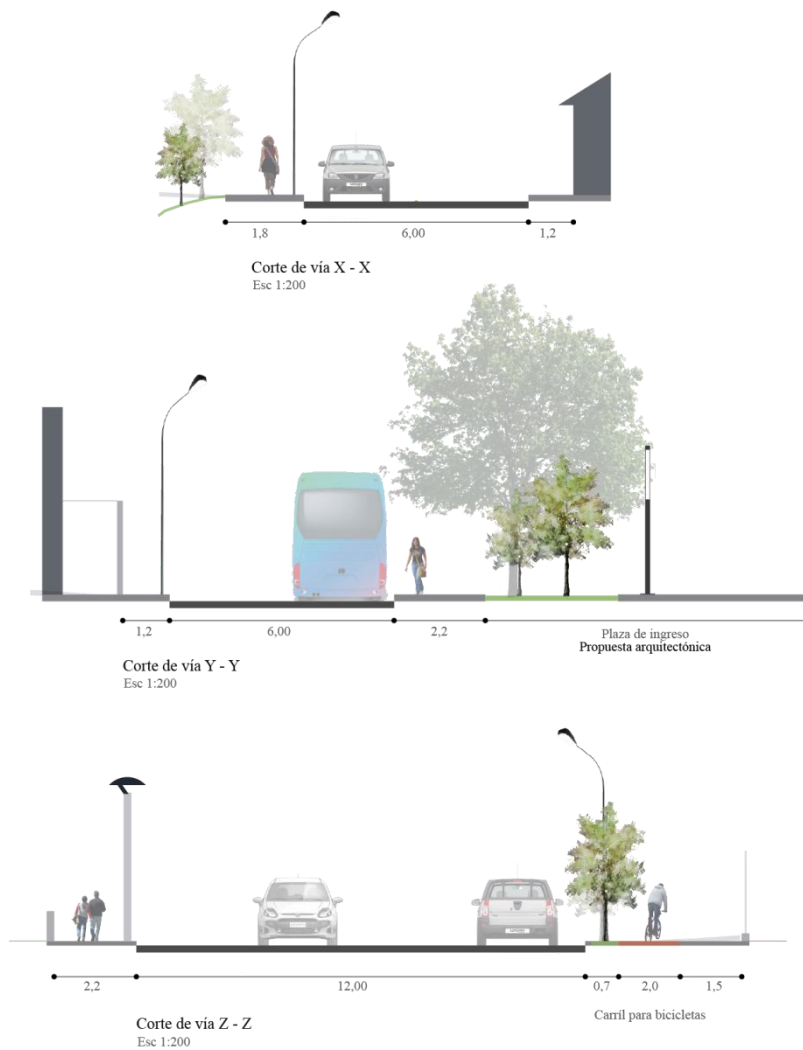 1,8
6,00
1,2
Corte de vía X - X
Esc 1:200
1,2
6,00
2,2
Plaza de ingreso
Propuesta arquitectónica
Corte de vía Y - Y
Esc 1:200
2,2
12,00
0,7
2,0
1,5
Carríl para bicicletas
Corte de vía Z - Z
Esc 1:200